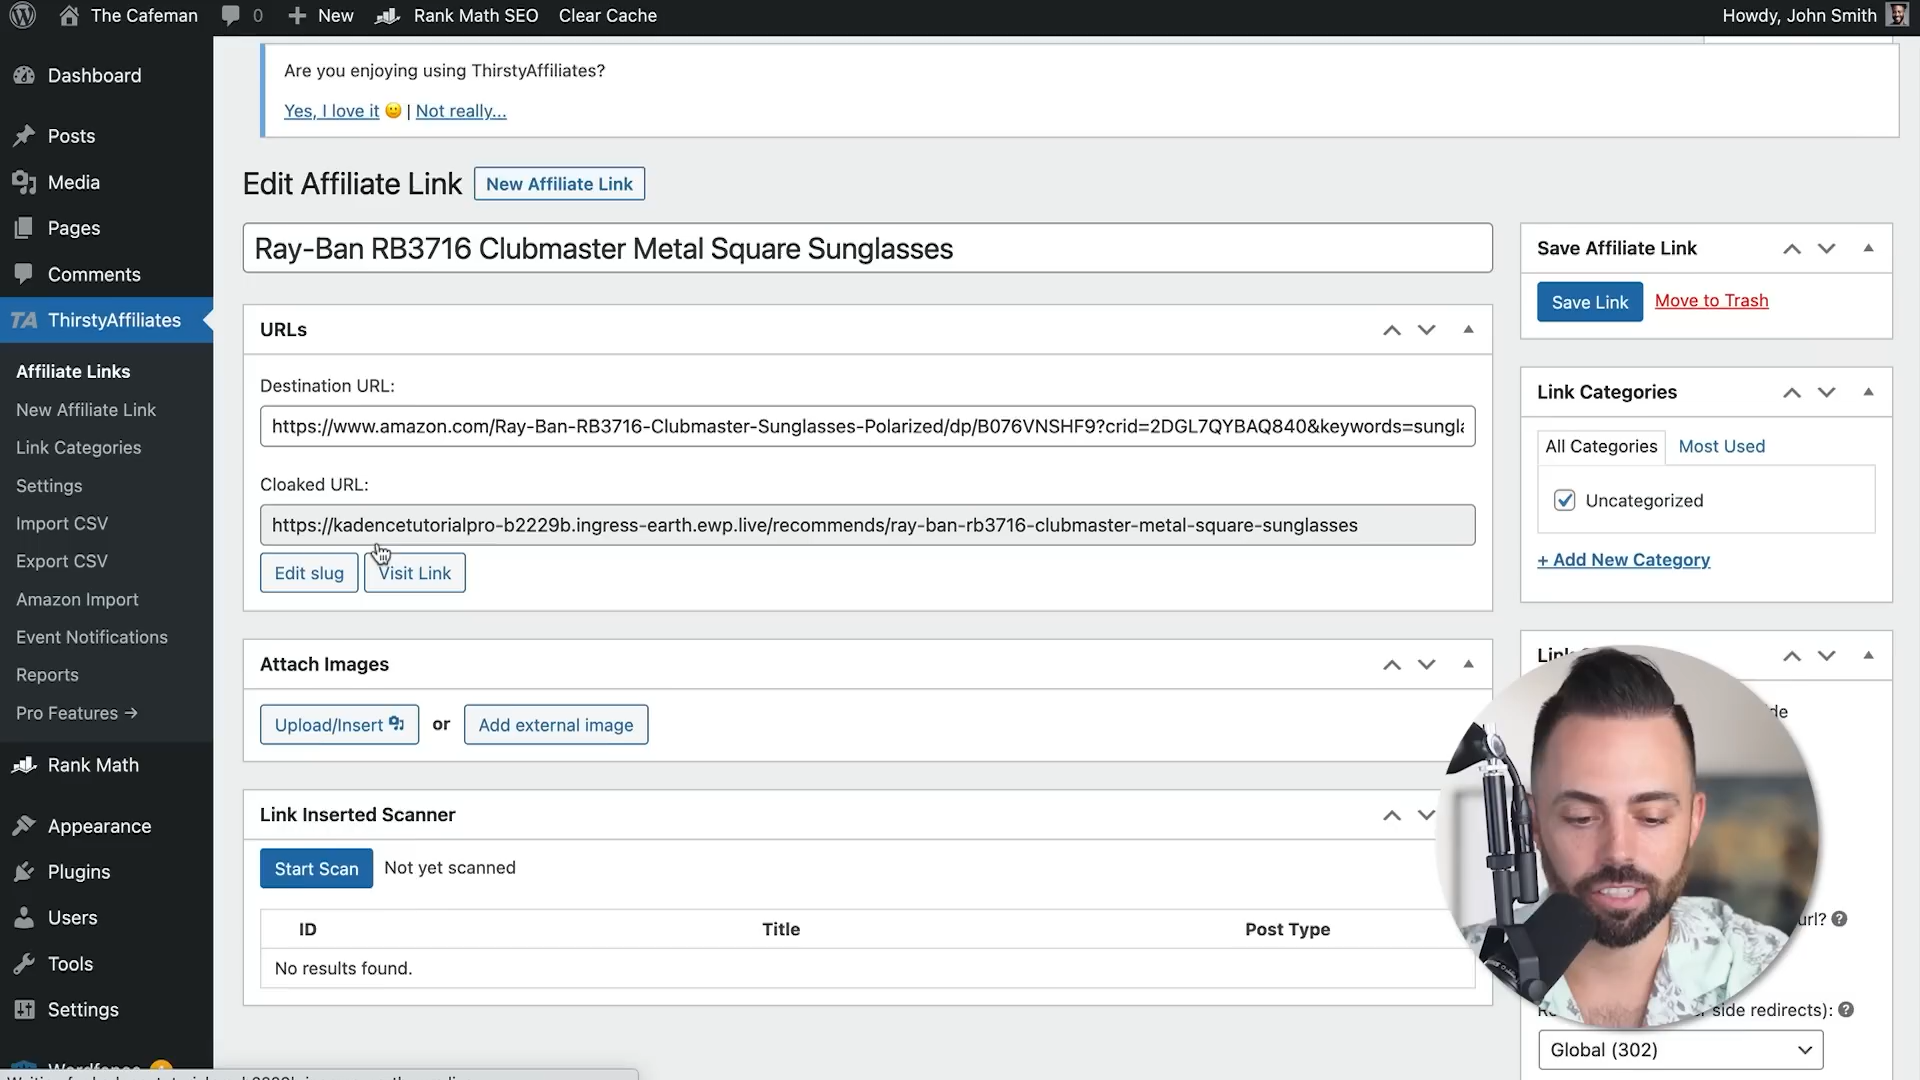 The Cafeman
0
New
Rank Math SEO
Clear Cache
Howdy, John Smith
Dashboard
Posts
Media
Pages
Comments
TA ThirstyAffiliates
Affiliate Links
New Affiliate Link
Link Categories
Settings
Import CSV
Export CSV
Amazon Import
Event Notifications
Reports
Pro Features →
Rank Math
Appearance
Plugins
Users
Tools
Settings
Are you enjoying using ThirstyAffiliates?
Yes, I love it 🙂 | Not really...
Edit Affiliate Link
New Affiliate Link
Ray-Ban RB3716 Clubmaster Metal Square Sunglasses
URLs
Destination URL:
https://www.amazon.com/Ray-Ban-RB3716-Clubmaster-Sunglasses-Polarized/dp/B076VNSHF9?crid=2DGL7QYBAQ840&keywords=sungla
Cloaked URL:
https://kadencetutorialpro-b2229b.ingress-earth.ewp.live/recommends/ray-ban-rb3716-clubmaster-metal-square-sunglasses
Edit slug
Visit Link
Attach Images
Upload/Insert
or
Add external image
Link Inserted Scanner
Start Scan
Not yet scanned
ID
Title
Post Type
No results found.
Save Affiliate Link
Save Link
Move to Trash
Link Categories
All Categories
Most Used
Uncategorized
+ Add New Category
url?
side redirects):
Global (302)